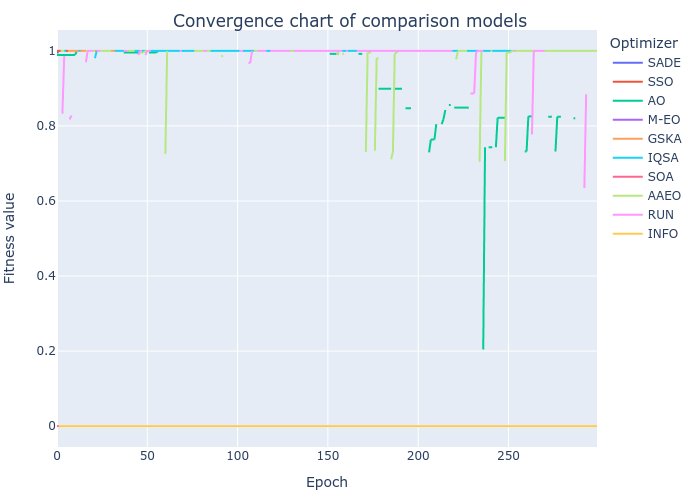 Convergence chart of comparison models
Optimizer
SADE
SSO
AO
M-EO
GSKA
IQSA
SOA
AAEO
RUN
INFO
Fitness value
1
0.8
0.6
0.4
0.2
0
0 50 100 150 200 250
Epoch